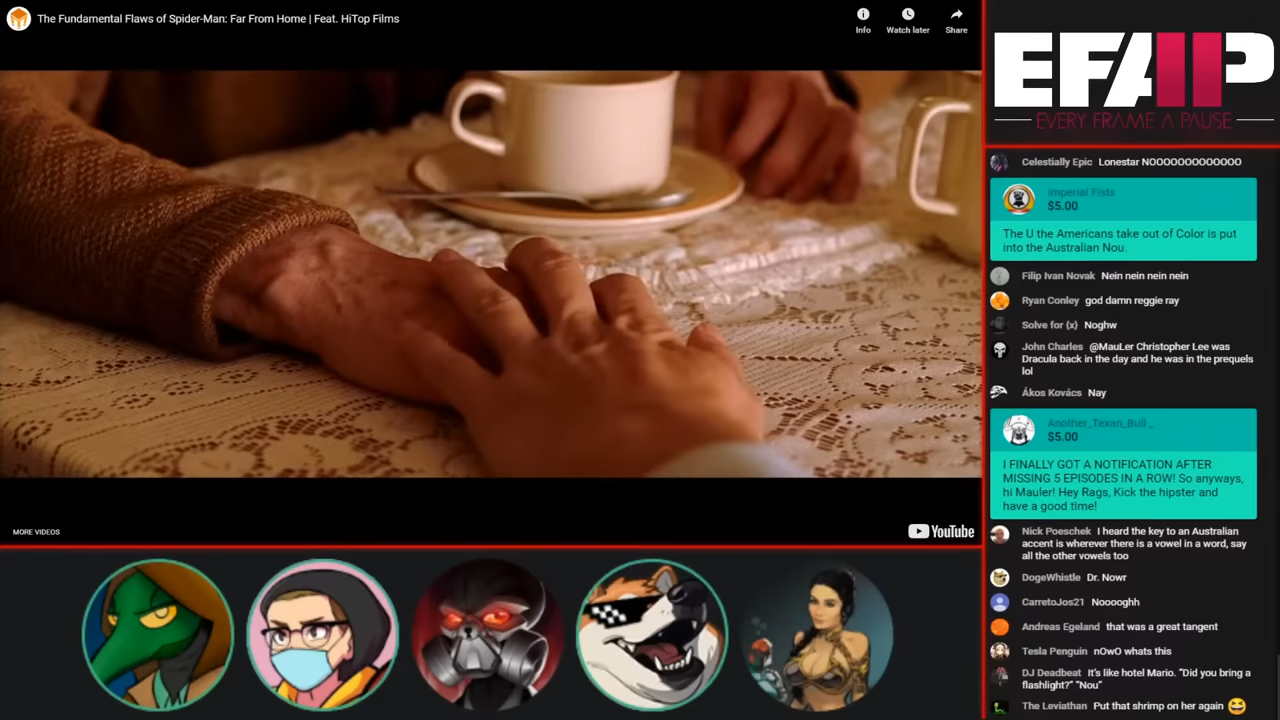 The Fundamental Flaws of Spider-Man: Far From Home | Feat. HiTop Films
Info
Watch later
Share
MORE VIDEOS
YouTube
EFAP
EVERY FRAME A PAUSE
Celestially Epic Lonestar NOOOOOOOOOOOOO
Imperial Fists
$5.00
The U the Americans take out of Color is put
into the Australian Nou.
Filip Ivan Novak Nein nein nein nein
Ryan Conley god damn reggie ray
Solve for {x} Noghw
John Charles @MauLer Christopher Lee was
Dracula back in the day and he was in the prequels
lol
Ákos Kovács Nay
Another_Texan_Bull _
$5.00
I FINALLY GOT A NOTIFICATION AFTER
MISSING 5 EPISODES IN A ROW! So anyways,
hi Mauler! Hey Rags, Kick the hipster and
have a good time!
Nick Poeschek I heard the key to an Australian
accent is wherever there is a vowel in a word, say
all the other vowels too
DogeWhistle Dr. Nowr
CarretoJos21 Nooooghh
Andreas Egeland that was a great tangent
Tesla Penguin nOwO whats this
DJ Deadbeat It's like hotel Mario. "Did you bring a
flashlight?" "Nou"
The Leviathan Put that shrimp on her again 😆